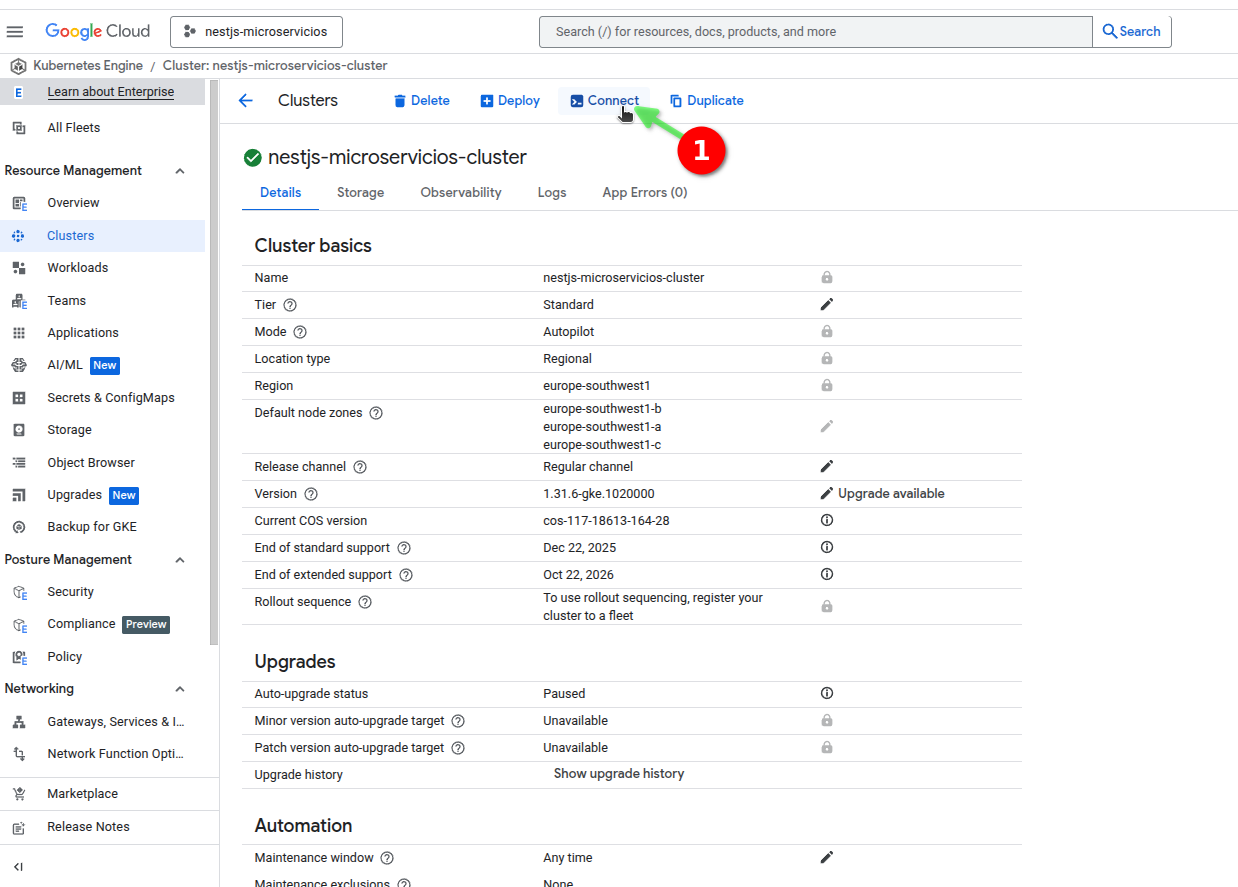 Google Cloud
nestjs-microservicios
Search (/) for resources, docs, products, and more
Search
Kubernetes Engine / Cluster: nestjs-microservicios-cluster
E Learn about Enterprise
All Fleets
Resource Management
Overview
Clusters
Workloads
Teams
Applications
AI/ML New
Secrets & ConfigMaps
Storage
Object Browser
Upgrades New
Backup for GKE
Posture Management
Security
Compliance Preview
Policy
Networking
Gateways, Services & I...
Network Function Opti...
Marketplace
Release Notes
Clusters
Delete
Deploy
Connect
Duplicate
1
nestjs-microservicios-cluster
Details Storage Observability Logs App Errors (0)
Cluster basics
Name nestjs-microservicios-cluster
Tier Standard
Mode Autopilot
Location type Regional
Region europe-southwest1
Default node zones europe-southwest1-b
europe-southwest1-a
europe-southwest1-c
Release channel Regular channel
Version 1.31.6-gke.1020000 Upgrade available
Current COS version cos-117-18613-164-28
End of standard support Dec 22, 2025
End of extended support Oct 22, 2026
Rollout sequence To use rollout sequencing, register your
cluster to a fleet
Upgrades
Auto-upgrade status Paused
Minor version auto-upgrade target Unavailable
Patch version auto-upgrade target Unavailable
Upgrade history Show upgrade history
Automation
Maintenance window Any time
Maintenance exclusions None